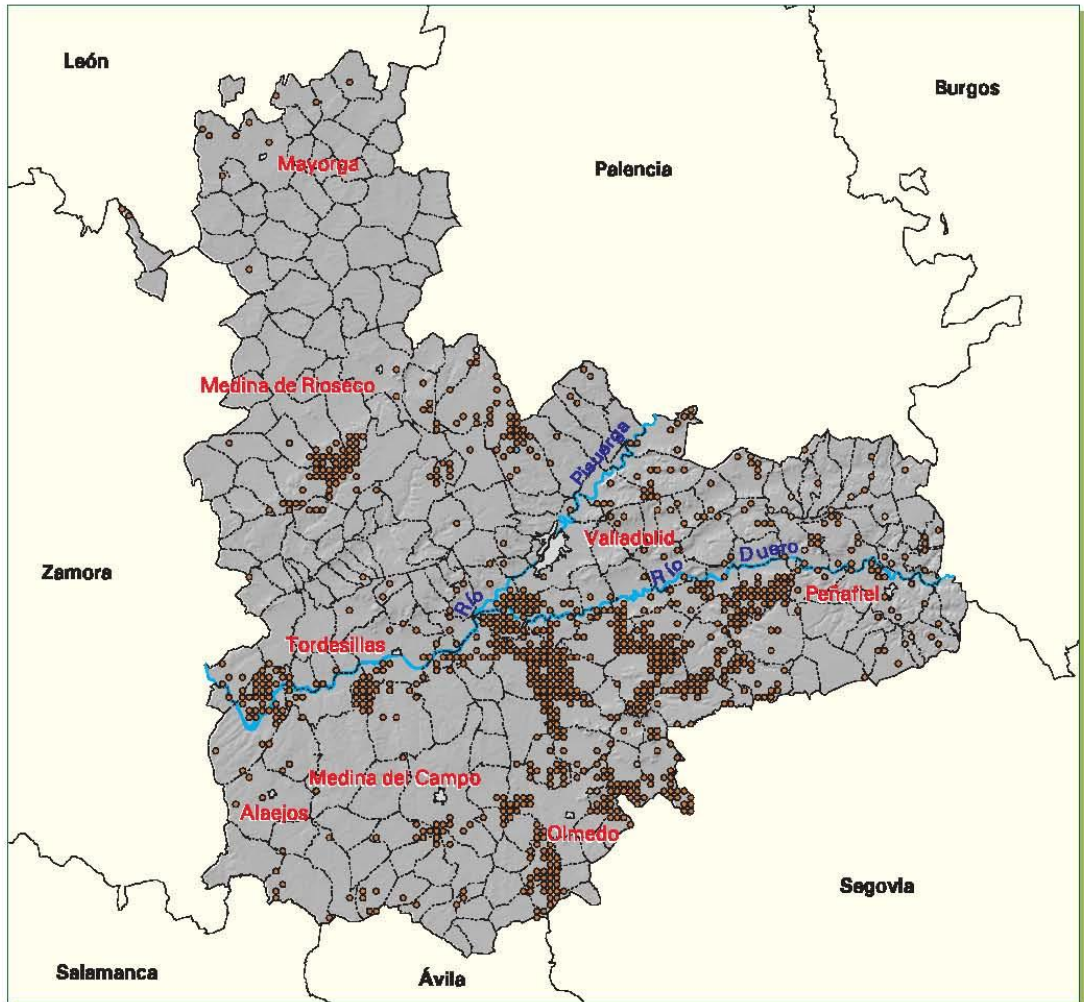 León
Burgos
Palencia
Mayorga
Medina de Rioseco
Pisuerga
Valladolid
Duero
Río
Zamora
Peñafiel
Río
Tordesillas
Medina del Campo
Alaejos
Olmedo
Segovia
Salamanca
Ávila